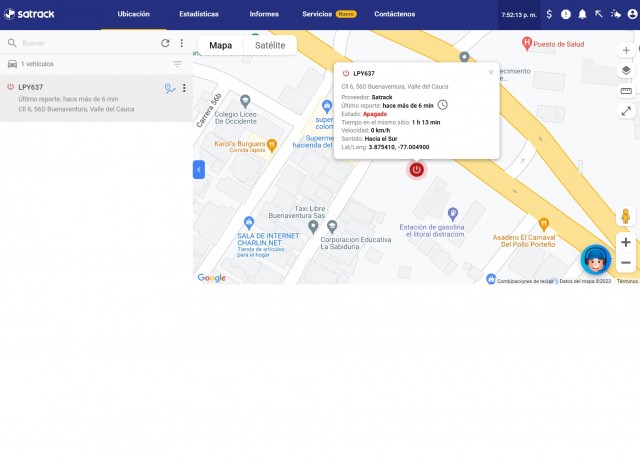 satrack
Ubicación
Estadísticas
Informes
Servicios
Nuevo
Contáctenos
7:52:13 p. m.
Buscar
1 vehículos
LPY637
Último reporte: hace más de 6 min
Cll 6, 56D Buenaventura, Valle del Cauca
Mapa
Satélite
Puesto de Salud
LPY637
Cll 6, 56D Buenaventura, Valle del Cauca
Proveedor: Satrack
Último reporte: hace más de 6 min
Estado: Apagado
Tiempo en el mismo sitio: 1 h 13 min
Velocidad: 0 km/h
Sentido: Hacia el Sur
Lat/Long: 3.875410, -77.004900
Carrera 56b
Colegio Liceo
De Occidente
Karol's Burguers
Comida rápida
Taxi Libre
Buenaventura Sas
SALA DE INTERNET
CHARLIN.NET
Tienda de artículos
para el hogar
Corporacion Educativa
La Sabiduria
Estación de gasolina
el litoral distracom
Asadero El Carnaval
Del Pollo Porteño
Google
Combinaciones de teclas
Datos del mapa ©2023
Términos